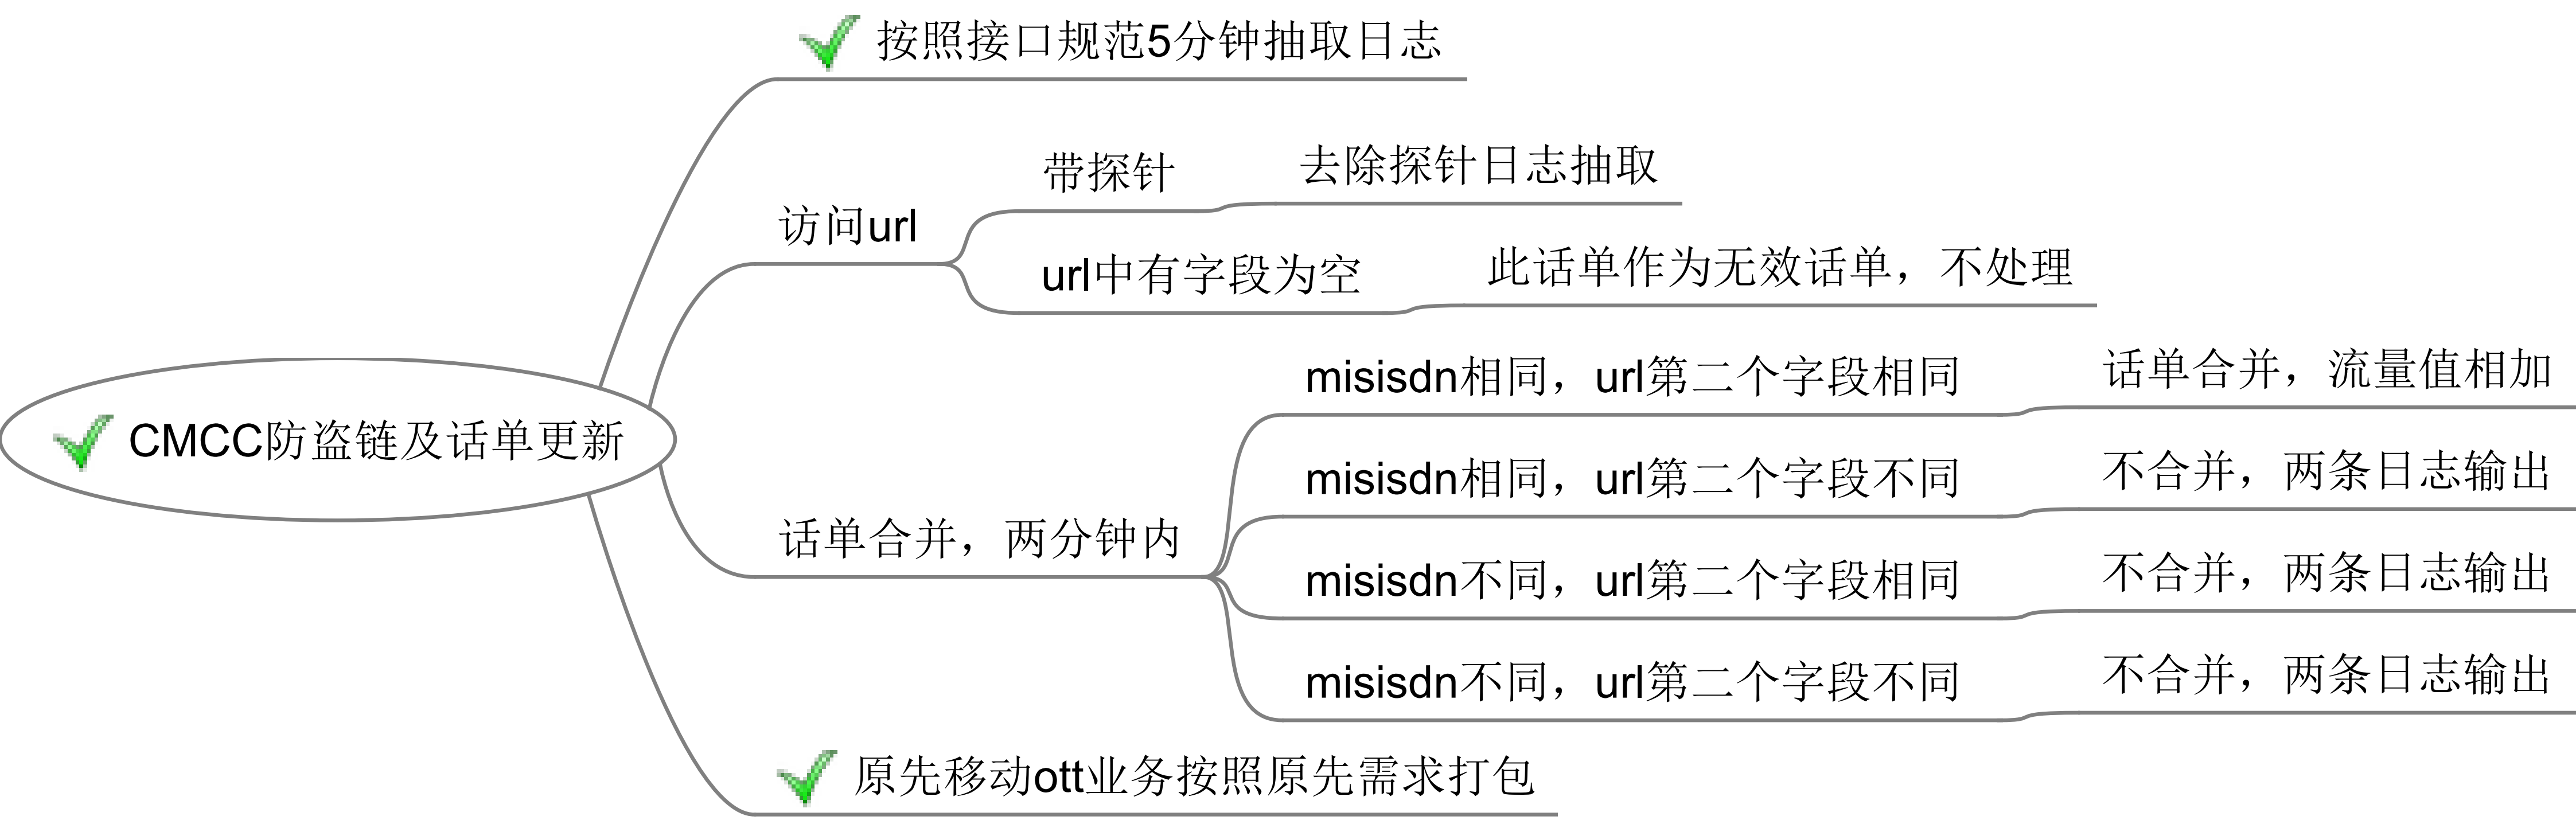 按照接口规范5分钟抽取日志
带探针
去除探针日志抽取
访问url
url中有字段为空
此话单作为无效话单，不处理
CMCC防盗链及话单更新
misisdn相同，url第二个字段相同
话单合并，流量值相加
misisdn相同，url第二个字段不同
不合并，两条日志输出
话单合并，两分钟内
misisdn不同，url第二个字段相同
不合并，两条日志输出
misisdn不同，url第二个字段不同
不合并，两条日志输出
原先移动ott业务按照原先需求打包